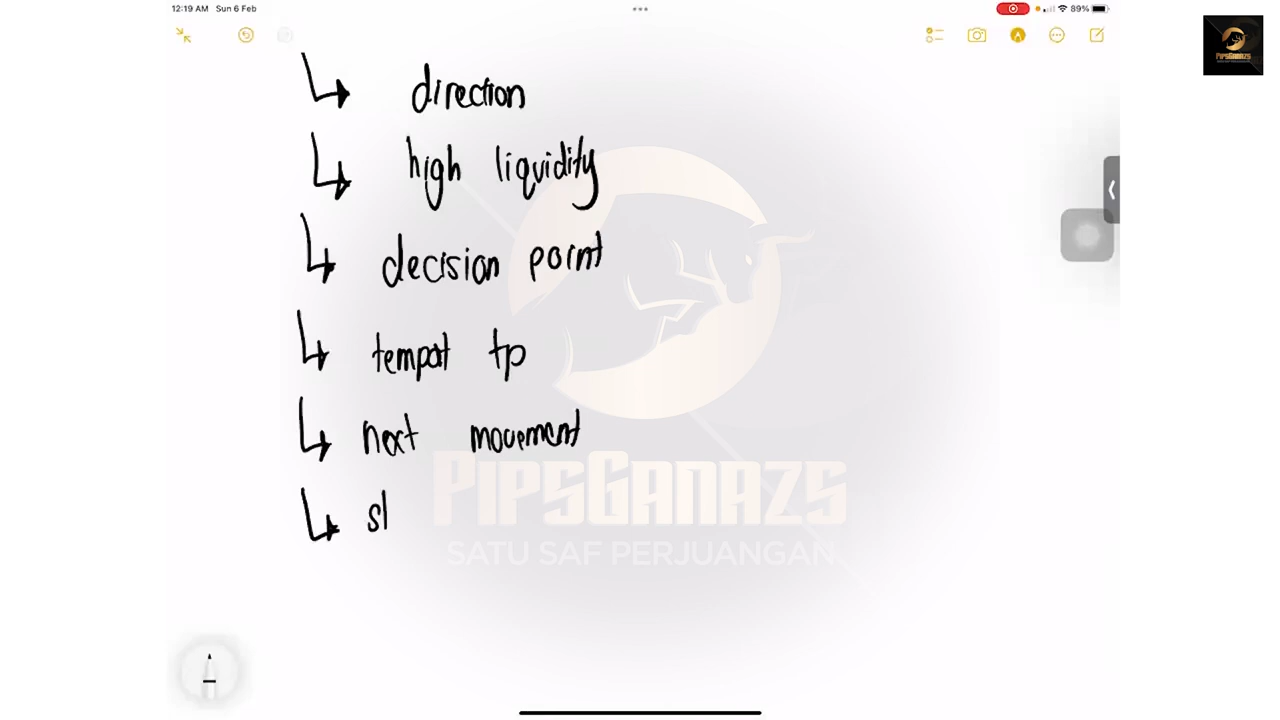 12:19 AM Sun 6 Feb
89%
PIPSGANAZS
direction
high liquidity
decision point
tempat tp
next movement
sl
PIPSGANAZS
SATU SAF PERJUANGAN.